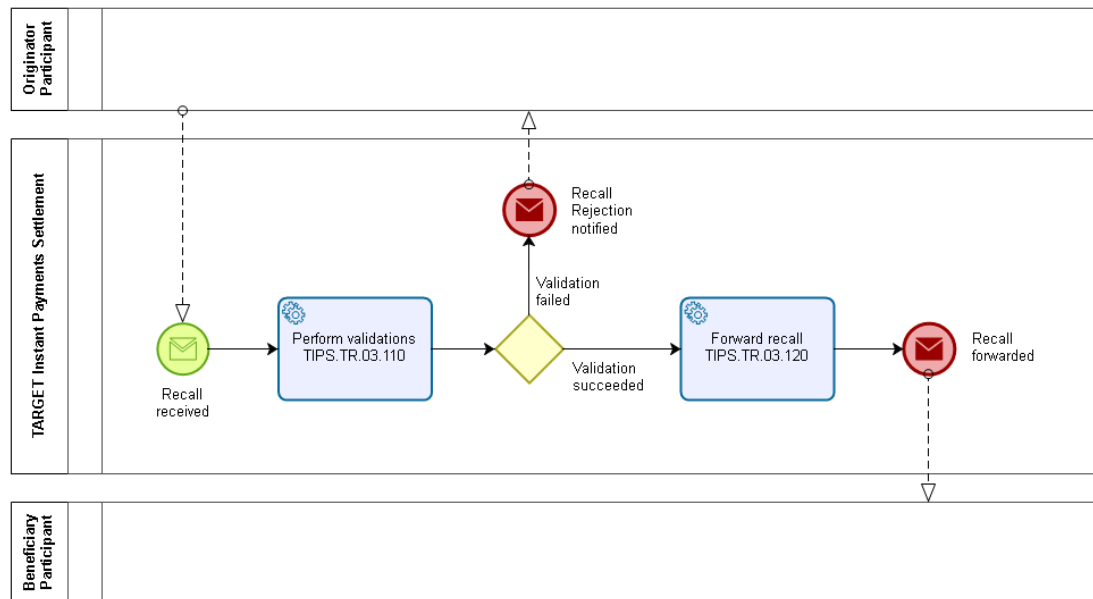 Originator
Participant
TARGET Instant Payments Settlement
Recall
Rejection
notified
Validation
failed
Perform validations
TIPS.TR.03.110
Forward recall
TIPS.TR.03.120
Recall
forwarded
Validation
succeeded
Recall
received
Beneficiary
Participant